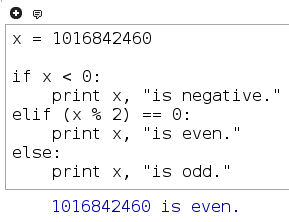 x = 1016842460
if x < 0:
    print x, "is negative."
elif (x % 2) == 0:
    print x, "is even."
else:
    print x, "is odd."
1016842460 is even.